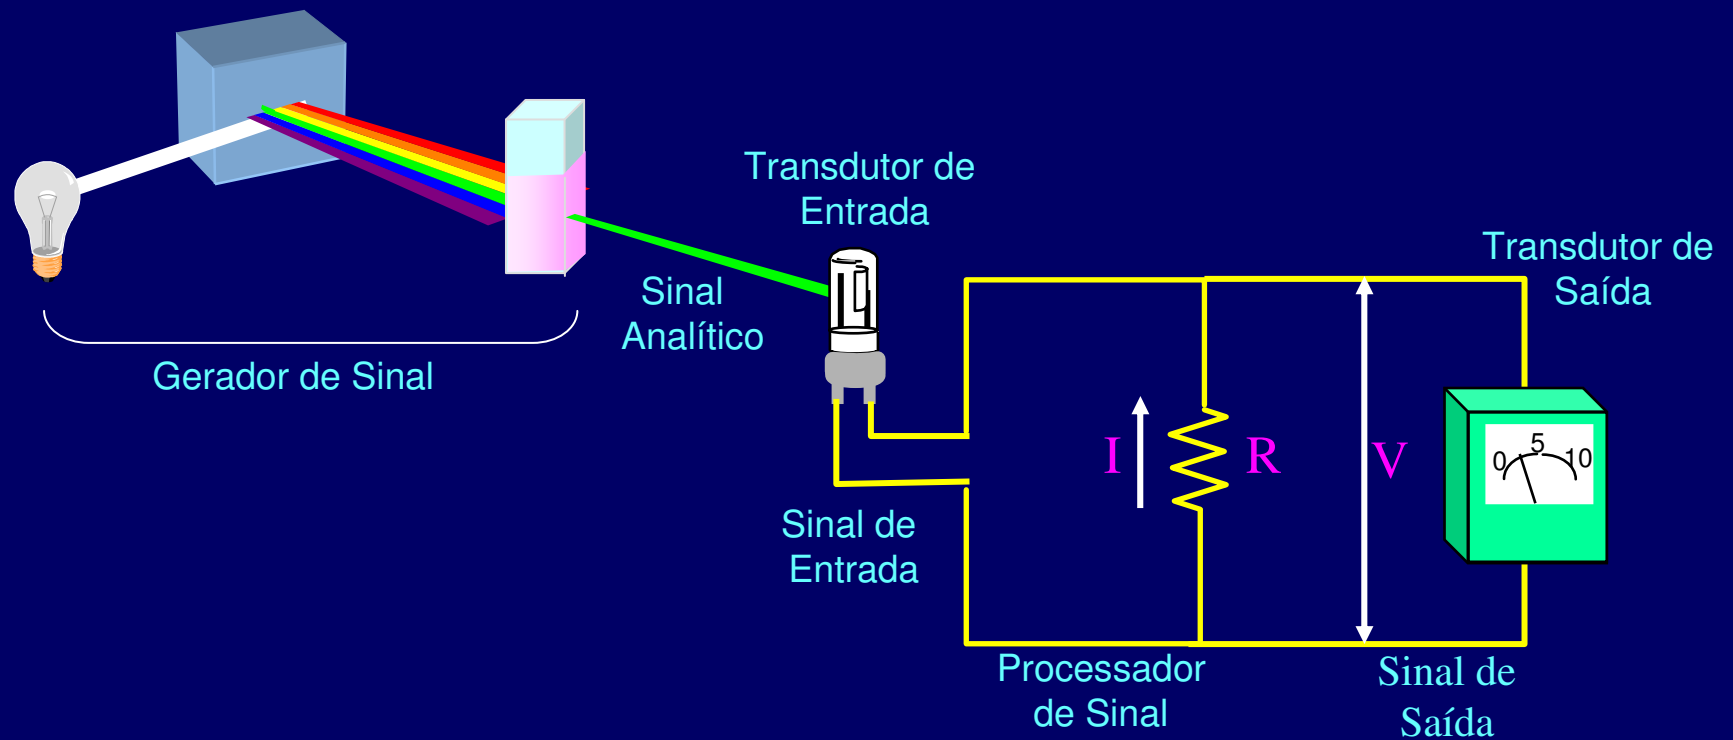 Transdutor de
Entrada
Transdutor de
Saída
Sinal
Analítico
Gerador de Sinal
I
R
V
0 5 10
Sinal de
Entrada
Processador
de Sinal
Sinal de
Saída